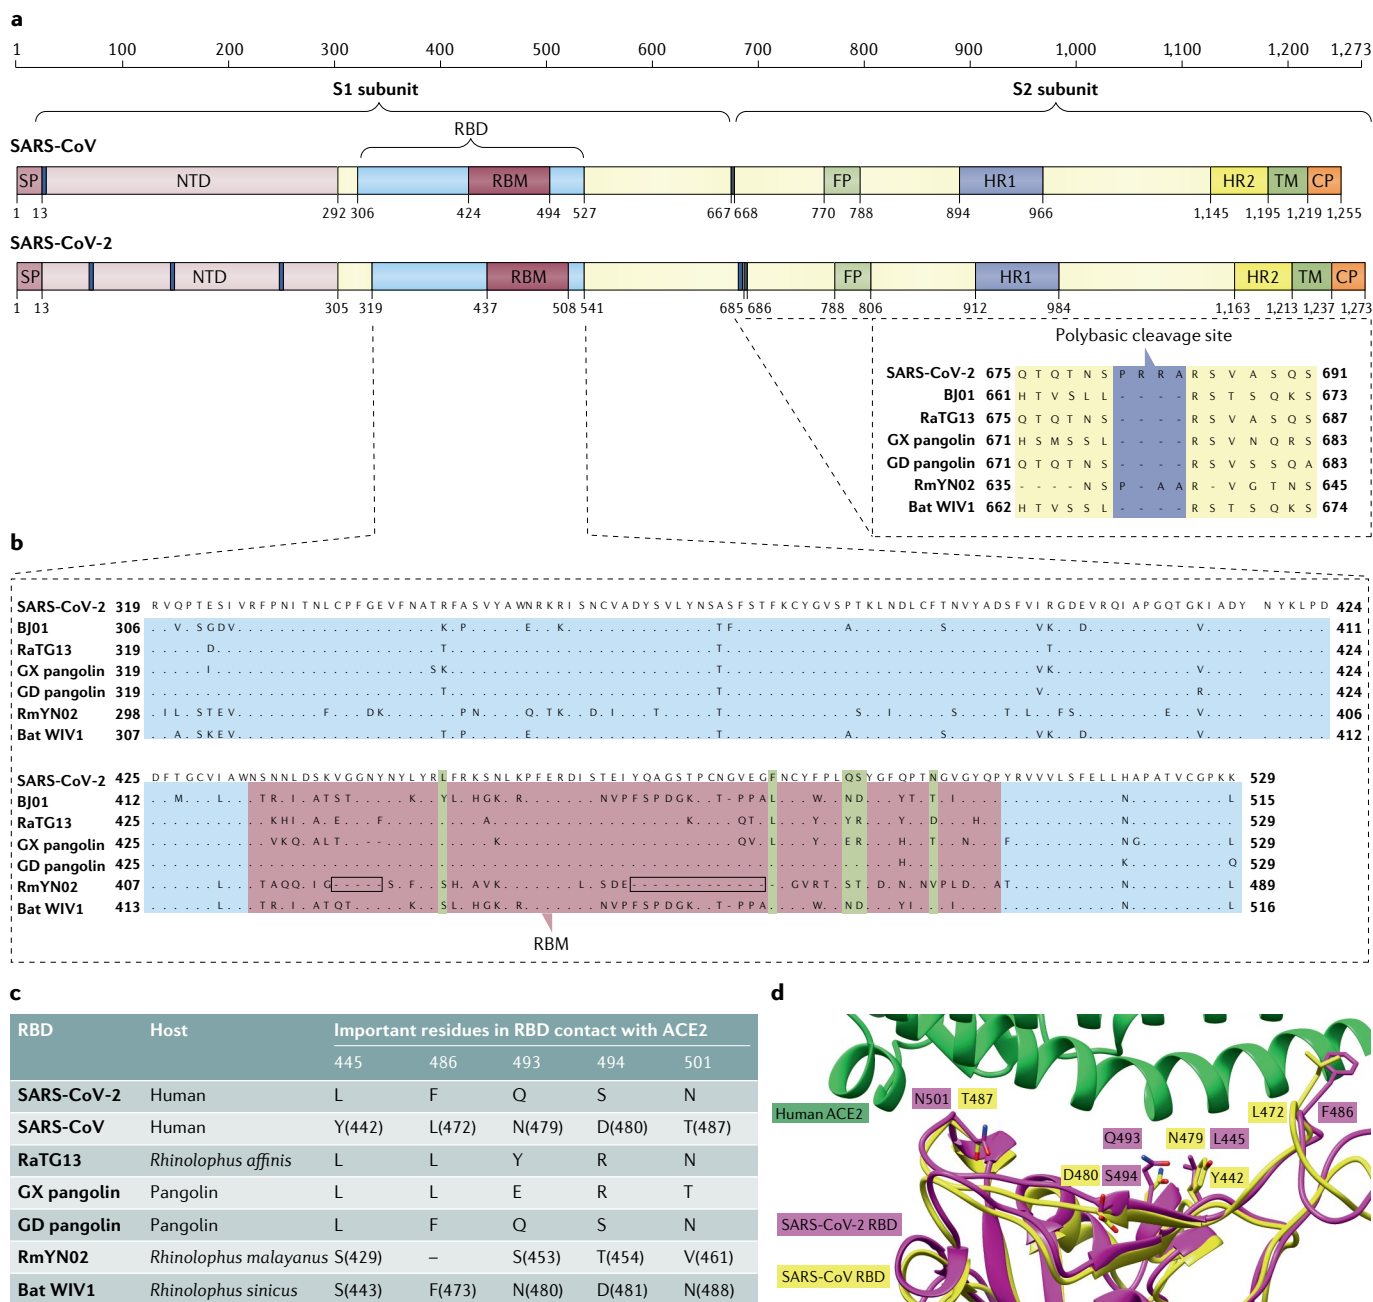 a
1 100 200 300 400 500 600 700 800 900 1,000 1,100 1,200 1,273
S1 subunit S2 subunit
RBD
SARS-CoV
SP NTD RBM FP HR1 HR2 TM CP
1 13 292 306 424 494 527 667 668 770 788 894 966 1,145 1,195 1,219 1,255
SARS-CoV-2
SP NTD RBM FP HR1 HR2 TM CP
1 13 305 319 437 508 541 685 686 788 806 912 984 1,163 1,213 1,237 1,273
Polybasic cleavage site
SARS-CoV-2 675 Q T Q T N S P R R A R S V A S Q S 691
BJ01 661 H T V S L L - - - - R S T S Q K S 673
RaTG13 675 Q T Q T N S - - - - R S V A S Q S 687
GX pangolin 671 H S M S S L - - - - R S V N Q R S 683
GD pangolin 671 Q T Q T N S - - - - R S V S S Q A 683
RmYN02 635 - - - - N S P - A A R - V G T N S 645
Bat WIV1 662 H T V S S L - - - - R S T S Q K S 674
b
SARS-CoV-2 319 R V Q P T E S I V R F P N I T N L C P F G E V F N A T R F A S V Y A W N R K R I S N C V A D Y S V L Y N S A S F S T F K C Y G V S P T K L N D L C F T N V Y A D S F V I R G D E V R Q I A P G Q T G K I A D Y N Y K L P D 424
BJ01 306 . . V . S G D V . . . . . . . . . . . . . . . . . . . K . P . . . . . E . . K . . . . . . . . . . . . . . T F . . . . . . . . . . A . . . . . . . . S . . . . . . . . V K . . D . . . . . . . . . . V . . . . . . . . . . 411
RaTG13 319 . . . . . D . . . . . . . . . . . . . . . . . . . . . T . . . . . . . . . . . . . . . . . . . . . . . . . T . . . . . . . . . . . . . . . . . . . . . . . . . . . . . T . . . . . . . . . . . . . . . . . . . . . . . . . 424
GX pangolin 319 . . . . . I . . . . . . . . . . . . . . . . . . . . S K . . . . . . . . . . . . . . . . . . . . . . . . . T . . . . . . . . . . . . . . . . . . . . . . . . . . . . V K . . . . . . . . . . . . . V . . . . . . . . . . 424
GD pangolin 319 . . . . . . . . . . . . . . . . . . . . . . . . . . . T . . . . . . . . . . . . . . . . . . . . . . . . . T . . . . . . . . . . . . . . . . . . . . . . . . . . . . V . . . . . . . . . . . . . . R . . . . . . . . . . 424
RmYN02 298 . I L . S T E V . . . . . . . . F . . . D K . . . . . . . P N . . . . Q . T K . . D . I . . . T . . . . . T . . . . . . . . . . . S . . I . . . . . S . . . . T . L . . F S . . . . . . . . E . . V . . . . . . . . . . 406
Bat WIV1 307 . . A . S K E V . . . . . . . . . . . . . . . . . . . T . P . . . . . E . . . . . . . . . . . . . . . . . T . . . . . . . . . . . A . . . . . . . . S . . . . . . . . V K . . D . . . . . . . . . . V . . . . . . . . . . 412
SARS-CoV-2 425 D F T G C V I A W N S N N L D S K V G G N Y N Y L Y R L F R K S N L K P F E R D I S T E I Y Q A G S T P C N G V E G F N C Y F P L Q S Y G F Q P T N G V G Y Q P Y R V V V L S F E L L H A P A T V C G P K K 529
BJ01 412 . . M . . . L . . . T R . I . A T S T . . . . . K . . Y L . H G K . R . . . . . . . N V P F S P D G K . . T - P P A L . . . W . . N D . . . Y T . T . I . . . . . . . . . . . . . . . N . . . . . . . . . L 515
RaTG13 425 . . . . . . . . . . . K H I . A . E . . . F . . . . . . . . . A . . . . . . . . . . . . . . . . . . K . . . . Q T . L . . . Y . . Y R . . . Y . . D . . . H . . . . . . . . . . . . . N . . . . . . . . . . 529
GX pangolin 425 . . . . . . . . . . . V K Q . A L T . . - - . . . . . . . . . . K . . . . . . . . . . . . . . . . . . . . . . Q V . L . . . Y . . E R . . . H . . T . . N . . . F . . . . . . . . . . N G . . . . . . . . L 529
GD pangolin 425 . . . . . . . . . . . . . . . . . . . . . . . . . . . . . . . . . . . . . . . . . . . . . . . . . . . . . . . . . . . . . . . . . . . . . . . H . . . . . . . . . . . . . . . . . . . . K . . . . . . . . . Q 529
RmYN02 407 . . . . . . L . . T A Q Q . I G - - - - - S . F . . S H . A V K . . . . . . . L . S D E - - - - - - - - - - - - - - . G V R T . S T . D . N . N V P L D . . A T . . . . . . . . . . N . . . . . . . . . L 489
Bat WIV1 413 . . . . . . L . . . T R . I . A T Q T . . . . . K . . S L . H G K . R . . . . . . . N V P F S P D G K . . T - P P A . . . . W . . N D . . . Y I . . . I . . . . . . . . . . . . . . . N . . . . . . . . . L 516
RBM
c
RBD Host Important residues in RBD contact with ACE2
445 486 493 494 501
SARS-CoV-2 Human L F Q S N
SARS-CoV Human Y(442) L(472) N(479) D(480) T(487)
RaTG13 Rhinolophus affinis L L Y R N
GX pangolin Pangolin L L E R T
GD pangolin Pangolin L F Q S N
RmYN02 Rhinolophus malayanus S(429) – S(453) T(454) V(461)
Bat WIV1 Rhinolophus sinicus S(443) F(473) N(480) D(481) N(488)
d
N501 T487
Human ACE2
L472 F486
Q493 N479 L445
D480 S494 Y442
SARS-CoV-2 RBD
SARS-CoV RBD